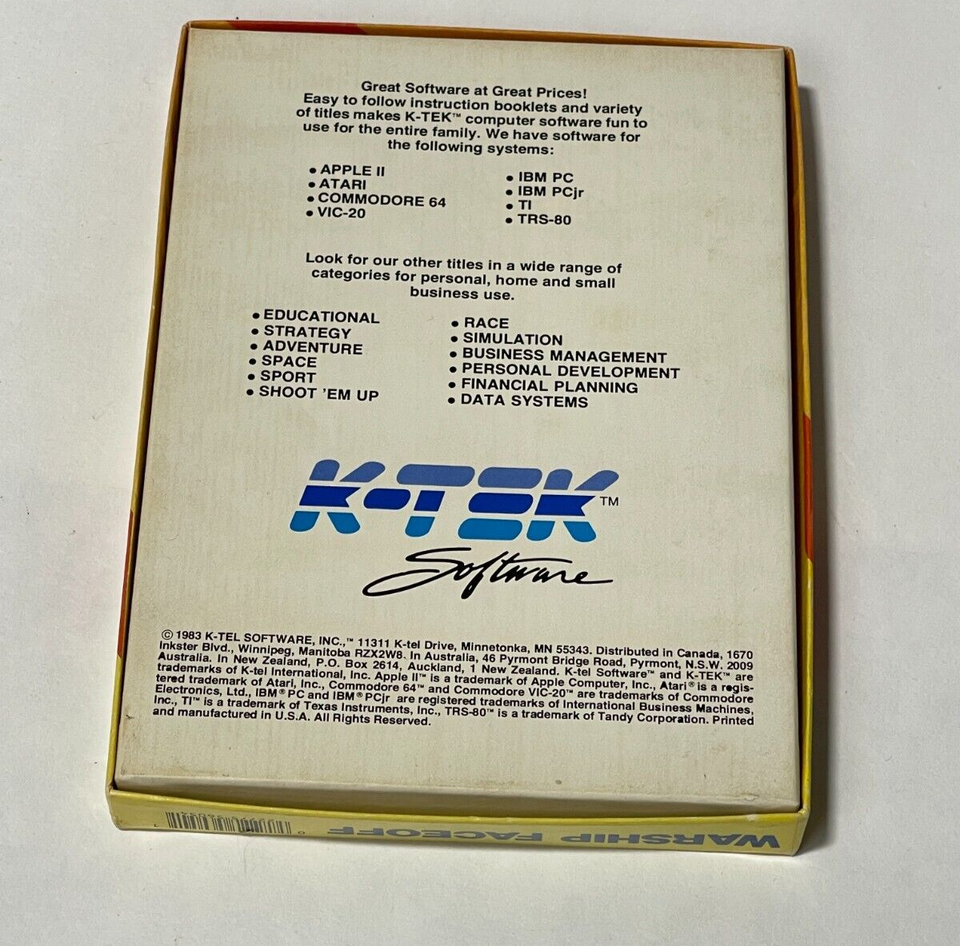 Great Software at Great Prices!
Easy to follow instruction booklets and variety
of titles makes K-TEK™ computer software fun to
use for the entire family. We have software for
the following systems:
• APPLE II
• ATARI
• COMMODORE 64
• VIC-20
• IBM PC
• IBM PCjr
• TI
• TRS-80
Look for our other titles in a wide range of
categories for personal, home and small
business use.
• EDUCATIONAL
• STRATEGY
• ADVENTURE
• SPACE
• SPORT
• SHOOT 'EM UP
• RACE
• SIMULATION
• BUSINESS MANAGEMENT
• PERSONAL DEVELOPMENT
• FINANCIAL PLANNING
• DATA SYSTEMS
K-TEK™
Software
© 1983 K-TEL SOFTWARE, INC.,™ 11311 K-tel Drive, Minnetonka, MN 55343. Distributed in Canada, 1670
Inkster Blvd., Winnipeg, Manitoba RZX2W8. In Australia, 46 Pyrmont Bridge Road, Pyrmont, N.S.W. 2009
Australia. In New Zealand, P.O. Box 2614, Auckland, 1 New Zealand. K-tel Software™ and K-TEK™ are
trademarks of K-tel International, Inc. Apple II™ is a trademark of Apple Computer, Inc., Atari® is a regis-
tered trademark of Atari, Inc., Commodore 64™ and Commodore VIC-20™ are trademarks of Commodore
Electronics, Ltd., IBM® PC and IBM® PCjr are registered trademarks of International Business Machines,
Inc., TI™ is a trademark of Texas Instruments, Inc., TRS-80™ is a trademark of Tandy Corporation. Printed
and manufactured in U.S.A. All Rights Reserved.
WARSHIP FACEOFF